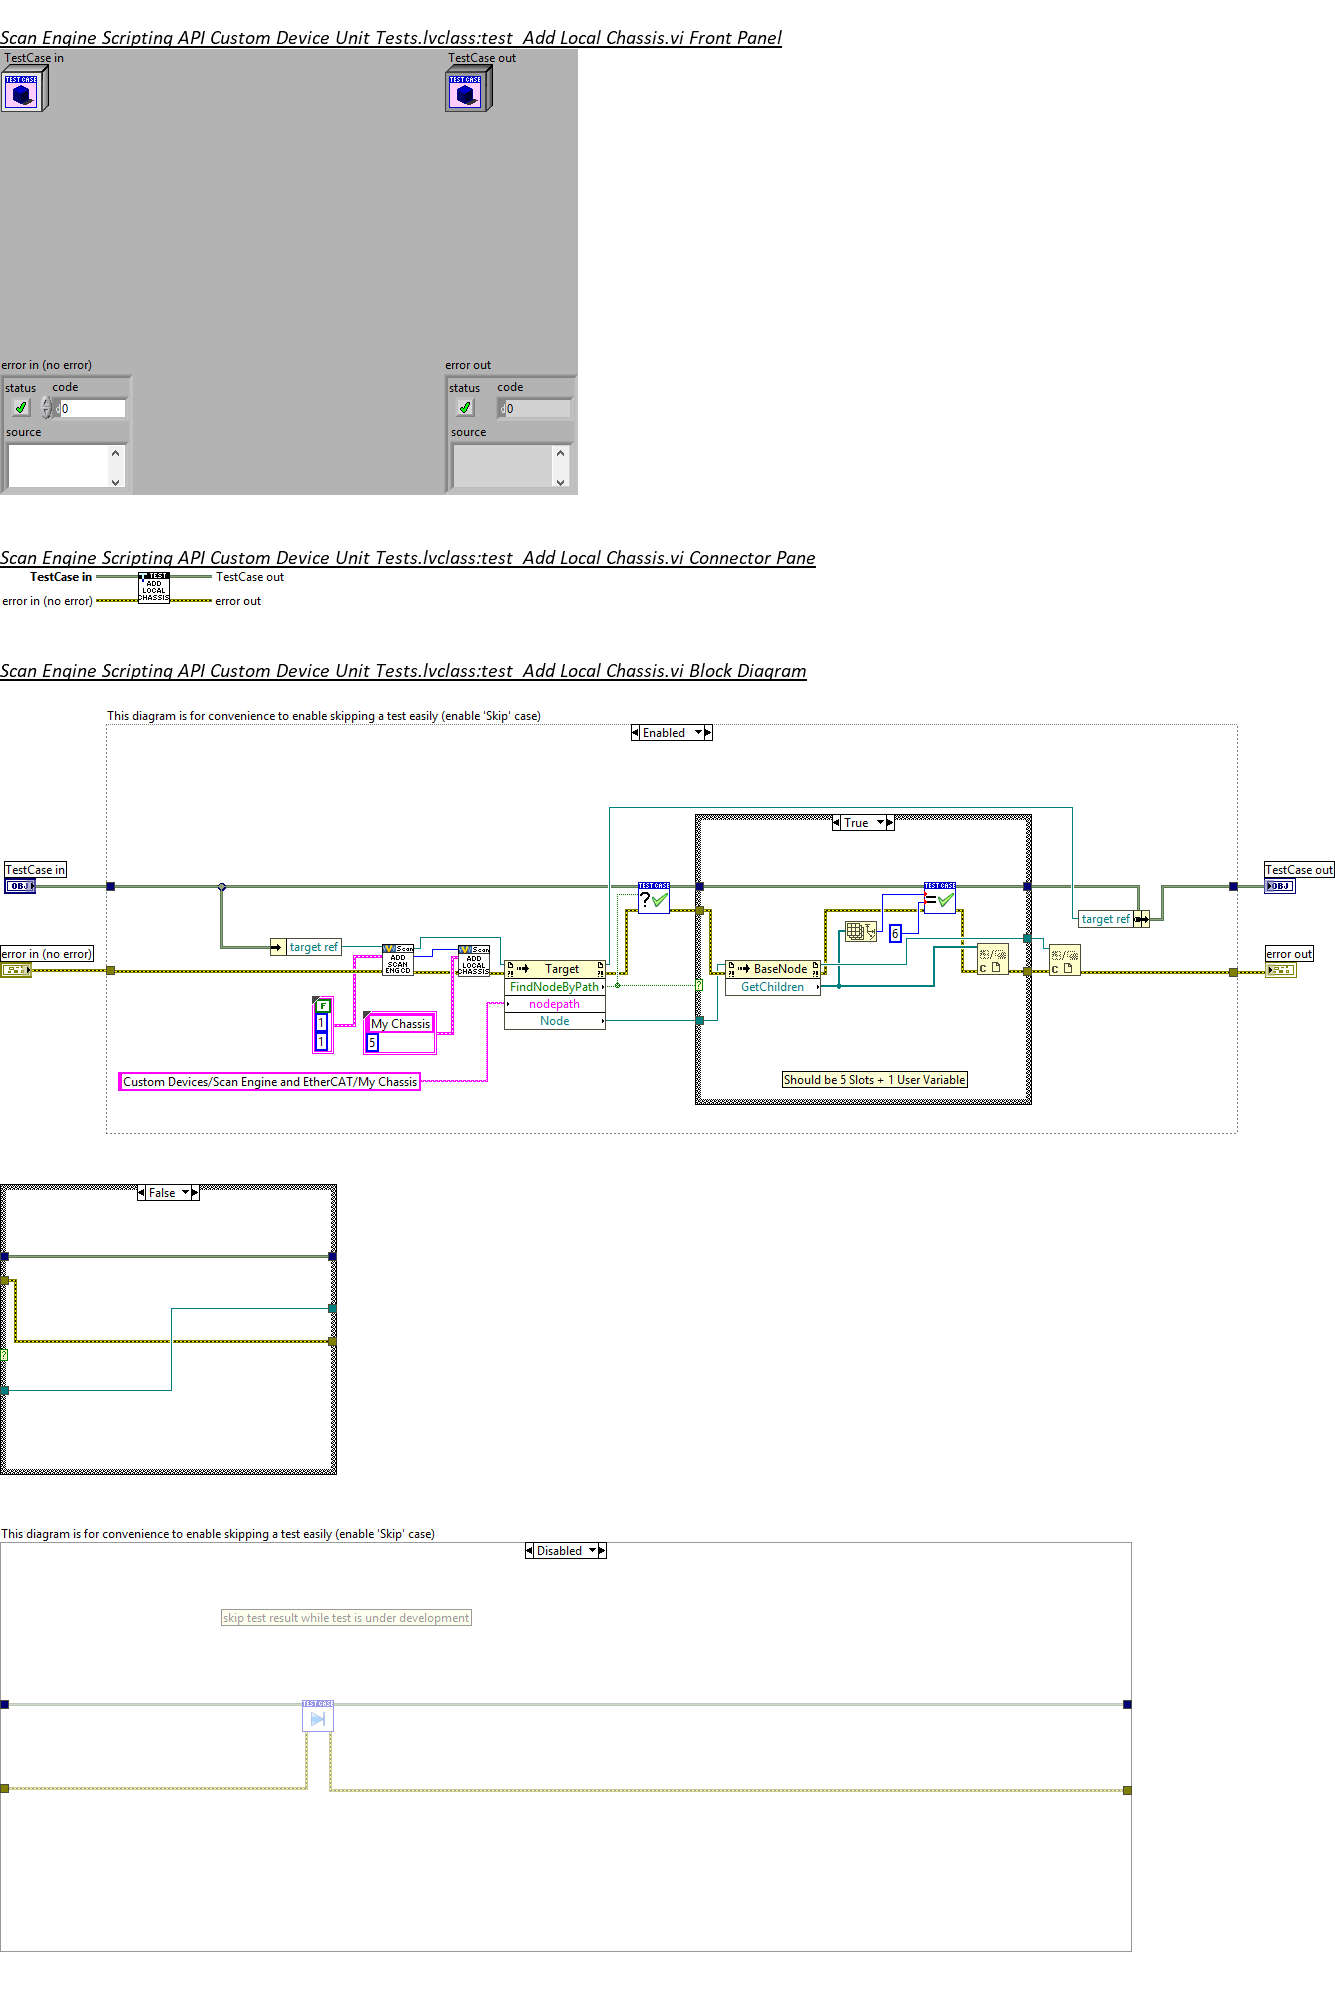 Scan Engine Scripting API Custom Device Unit Tests.lvclass:test  Add Local Chassis.vi Front Panel
TestCase in
TestCase out
TEST CASE
TEST CASE
error in (no error)
error out
status
code
status
code
d
0
d
0
source
source
Scan Engine Scripting API Custom Device Unit Tests.lvclass:test  Add Local Chassis.vi Connector Pane
TestCase in
TEST
ADD
LOCAL
CHASSIS
TestCase out
error in (no error)
error out
Scan Engine Scripting API Custom Device Unit Tests.lvclass:test  Add Local Chassis.vi Block Diagram
This diagram is for convenience to enable skipping a test easily (enable 'Skip' case)
Enabled
True
TestCase in
OBJ
TestCase out
OBJ
TEST CASE
?
TEST CASE
=
target ref
target ref
error in (no error)
error out
Scan
ADD
SCAN
ENG CD
Scan
ADD
LOCAL
CHASSIS
6
Target
FindNodeByPath
nodepath
Node
BaseNode
GetChildren
?
C
C
F
1
1
My Chassis
5
Custom Devices/Scan Engine and EtherCAT/My Chassis
Should be 5 Slots + 1 User Variable
False
?
This diagram is for convenience to enable skipping a test easily (enable 'Skip' case)
Disabled
skip test result while test is under development
TEST CASE